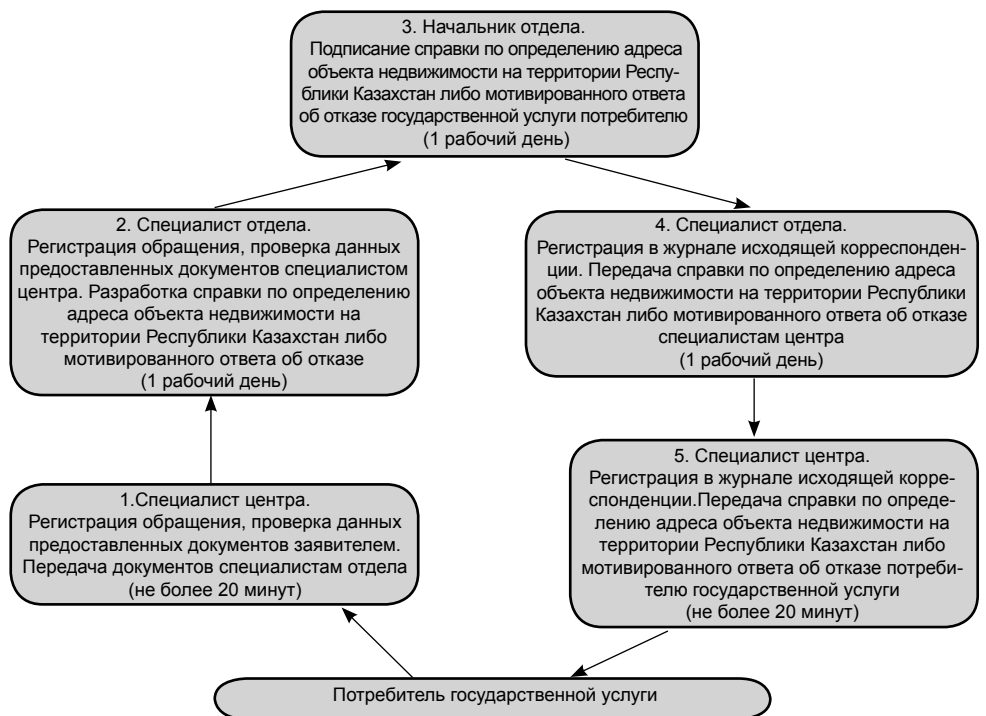 3. Начальник отдела.
Подписание справки по определению адреса
объекта недвижимости на территории Респу-
блики Казахстан либо мотивированного ответа
об отказе государственной услуги потребителю
(1 рабочий день)
2. Специалист отдела.
Регистрация обращения, проверка данных
предоставленных документов специалистом
центра. Разработка справки по определению
адреса объекта недвижимости на
территории Республики Казахстан либо
мотивированного ответа об отказе
(1 рабочий день)
4. Специалист отдела.
Регистрация в журнале исходящей корреспонден-
ции. Передача справки по определению адреса
объекта недвижимости на территории Республики
Казахстан либо мотивированного ответа об отказе
специалистам центра
(1 рабочий день)
1.Специалист центра.
Регистрация обращения, проверка данных
предоставленных документов заявителем.
Передача документов специалистам отдела
(не более 20 минут)
5. Специалист центра.
Регистрация в журнале исходящей корре-
спонденции.Передача справки по опреде-
лению адреса объекта недвижимости на
территории Республики Казахстан либо
мотивированного ответа об отказе потреби-
телю государственной услуги
(не более 20 минут)
Потребитель государственной услуги